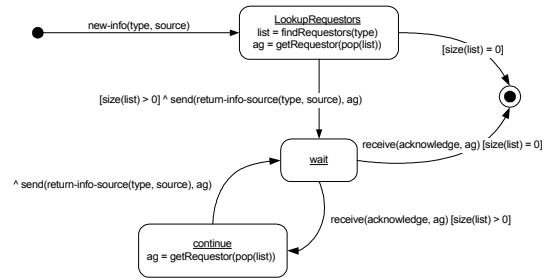 new-info(type, source)
LookupRequestors
list = findRequestors(type)
ag = getRequestor(pop(list))
[size(list) = 0]
[size(list) > 0] ^ send(return-info-source(type, source), ag)
wait
receive(acknowledge, ag) [size(list) = 0]
^ send(return-info-source(type, source), ag)
receive(acknowledge, ag) [size(list) > 0]
continue
ag = getRequestor(pop(list))